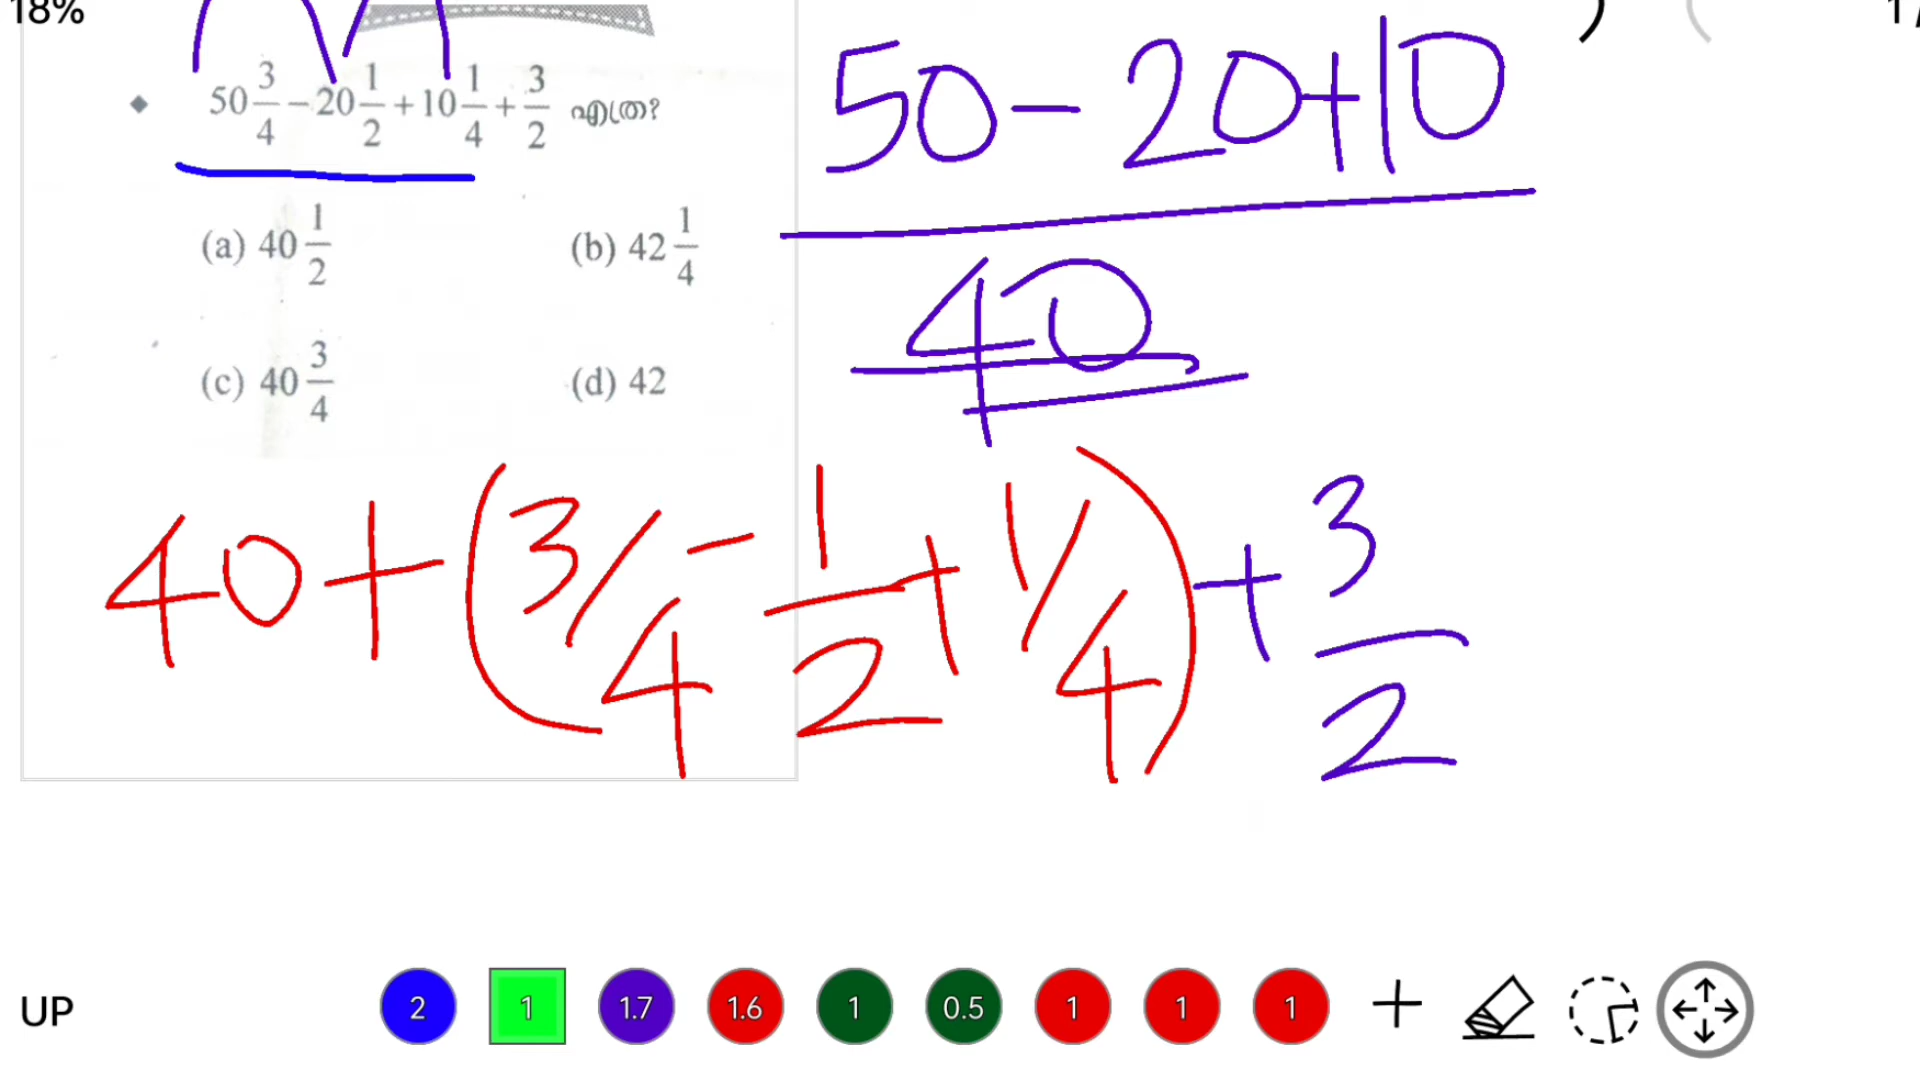 18%
50 3/4 - 20 1/2 + 10 1/4 + 3/2 എത്ര?
50 - 20 + 10
(a) 40 1/2 (b) 42 1/4
40
(c) 40 3/4 (d) 42
40 + (3/4 - 1/2 + 1/4) + 3/2
UP 2 1 1.7 1.6 1 0.5 1 1 1